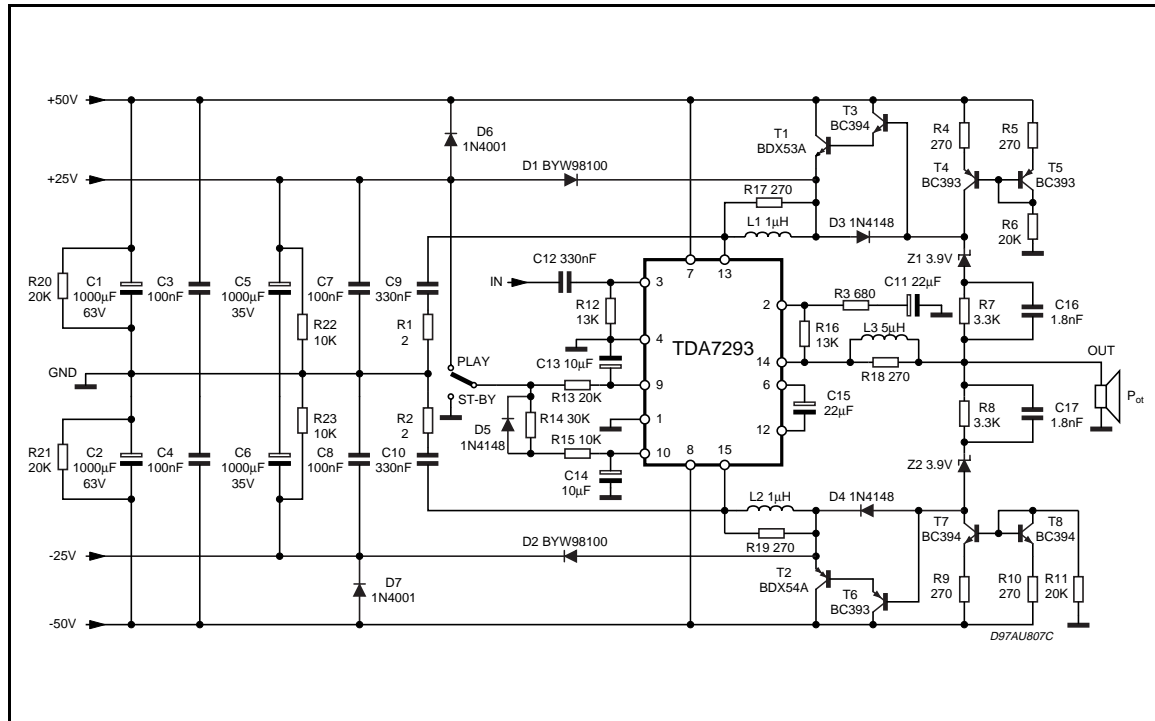 +50V
+25V
GND
-25V
-50V
R20
20K
C1
1000μF
63V
C3
100nF
C5
1000μF
35V
R22
10K
C7
100nF
C9
330nF
R1
2
R21
20K
C2
1000μF
63V
C4
100nF
C6
1000μF
35V
R23
10K
C8
100nF
C10
330nF
R2
2
D6
1N4001
D1 BYW98100
D7
1N4001
D2 BYW98100
PLAY
ST-BY
IN
C12 330nF
R12
13K
C13 10μF
R13 20K
R14 30K
D5
1N4148
R15 10K
C14
10μF
TDA7293
3
4
9
1
10
7
13
2
14
6
12
8
15
T1
BDX53A
T3
BC394
R17 270
L1 1μH
D3 1N4148
R4
270
R5
270
T4
BC393
T5
BC393
R6
20K
Z1 3.9V
C11 22μF
R3 680
R16
13K
L3 5μH
R18 270
C15
22μF
R7
3.3K
C16
1.8nF
OUT
Pot
R8
3.3K
C17
1.8nF
Z2 3.9V
L2 1μH
D4 1N4148
R19 270
T2
BDX54A
T6
BC393
T7
BC394
T8
BC394
R9
270
R10
270
R11
20K
D97AU807C